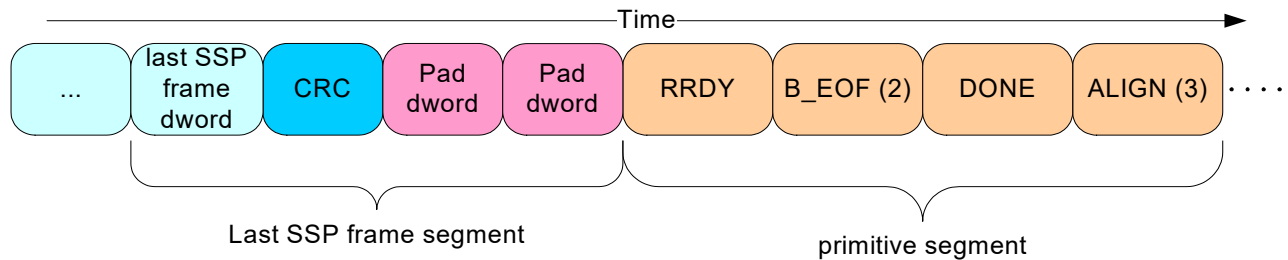 Time
...
last SSP
frame
dword
CRC
Pad
dword
Pad
dword
RRDY
B_EOF (2)
DONE
ALIGN (3)
....
Last SSP frame segment
primitive segment